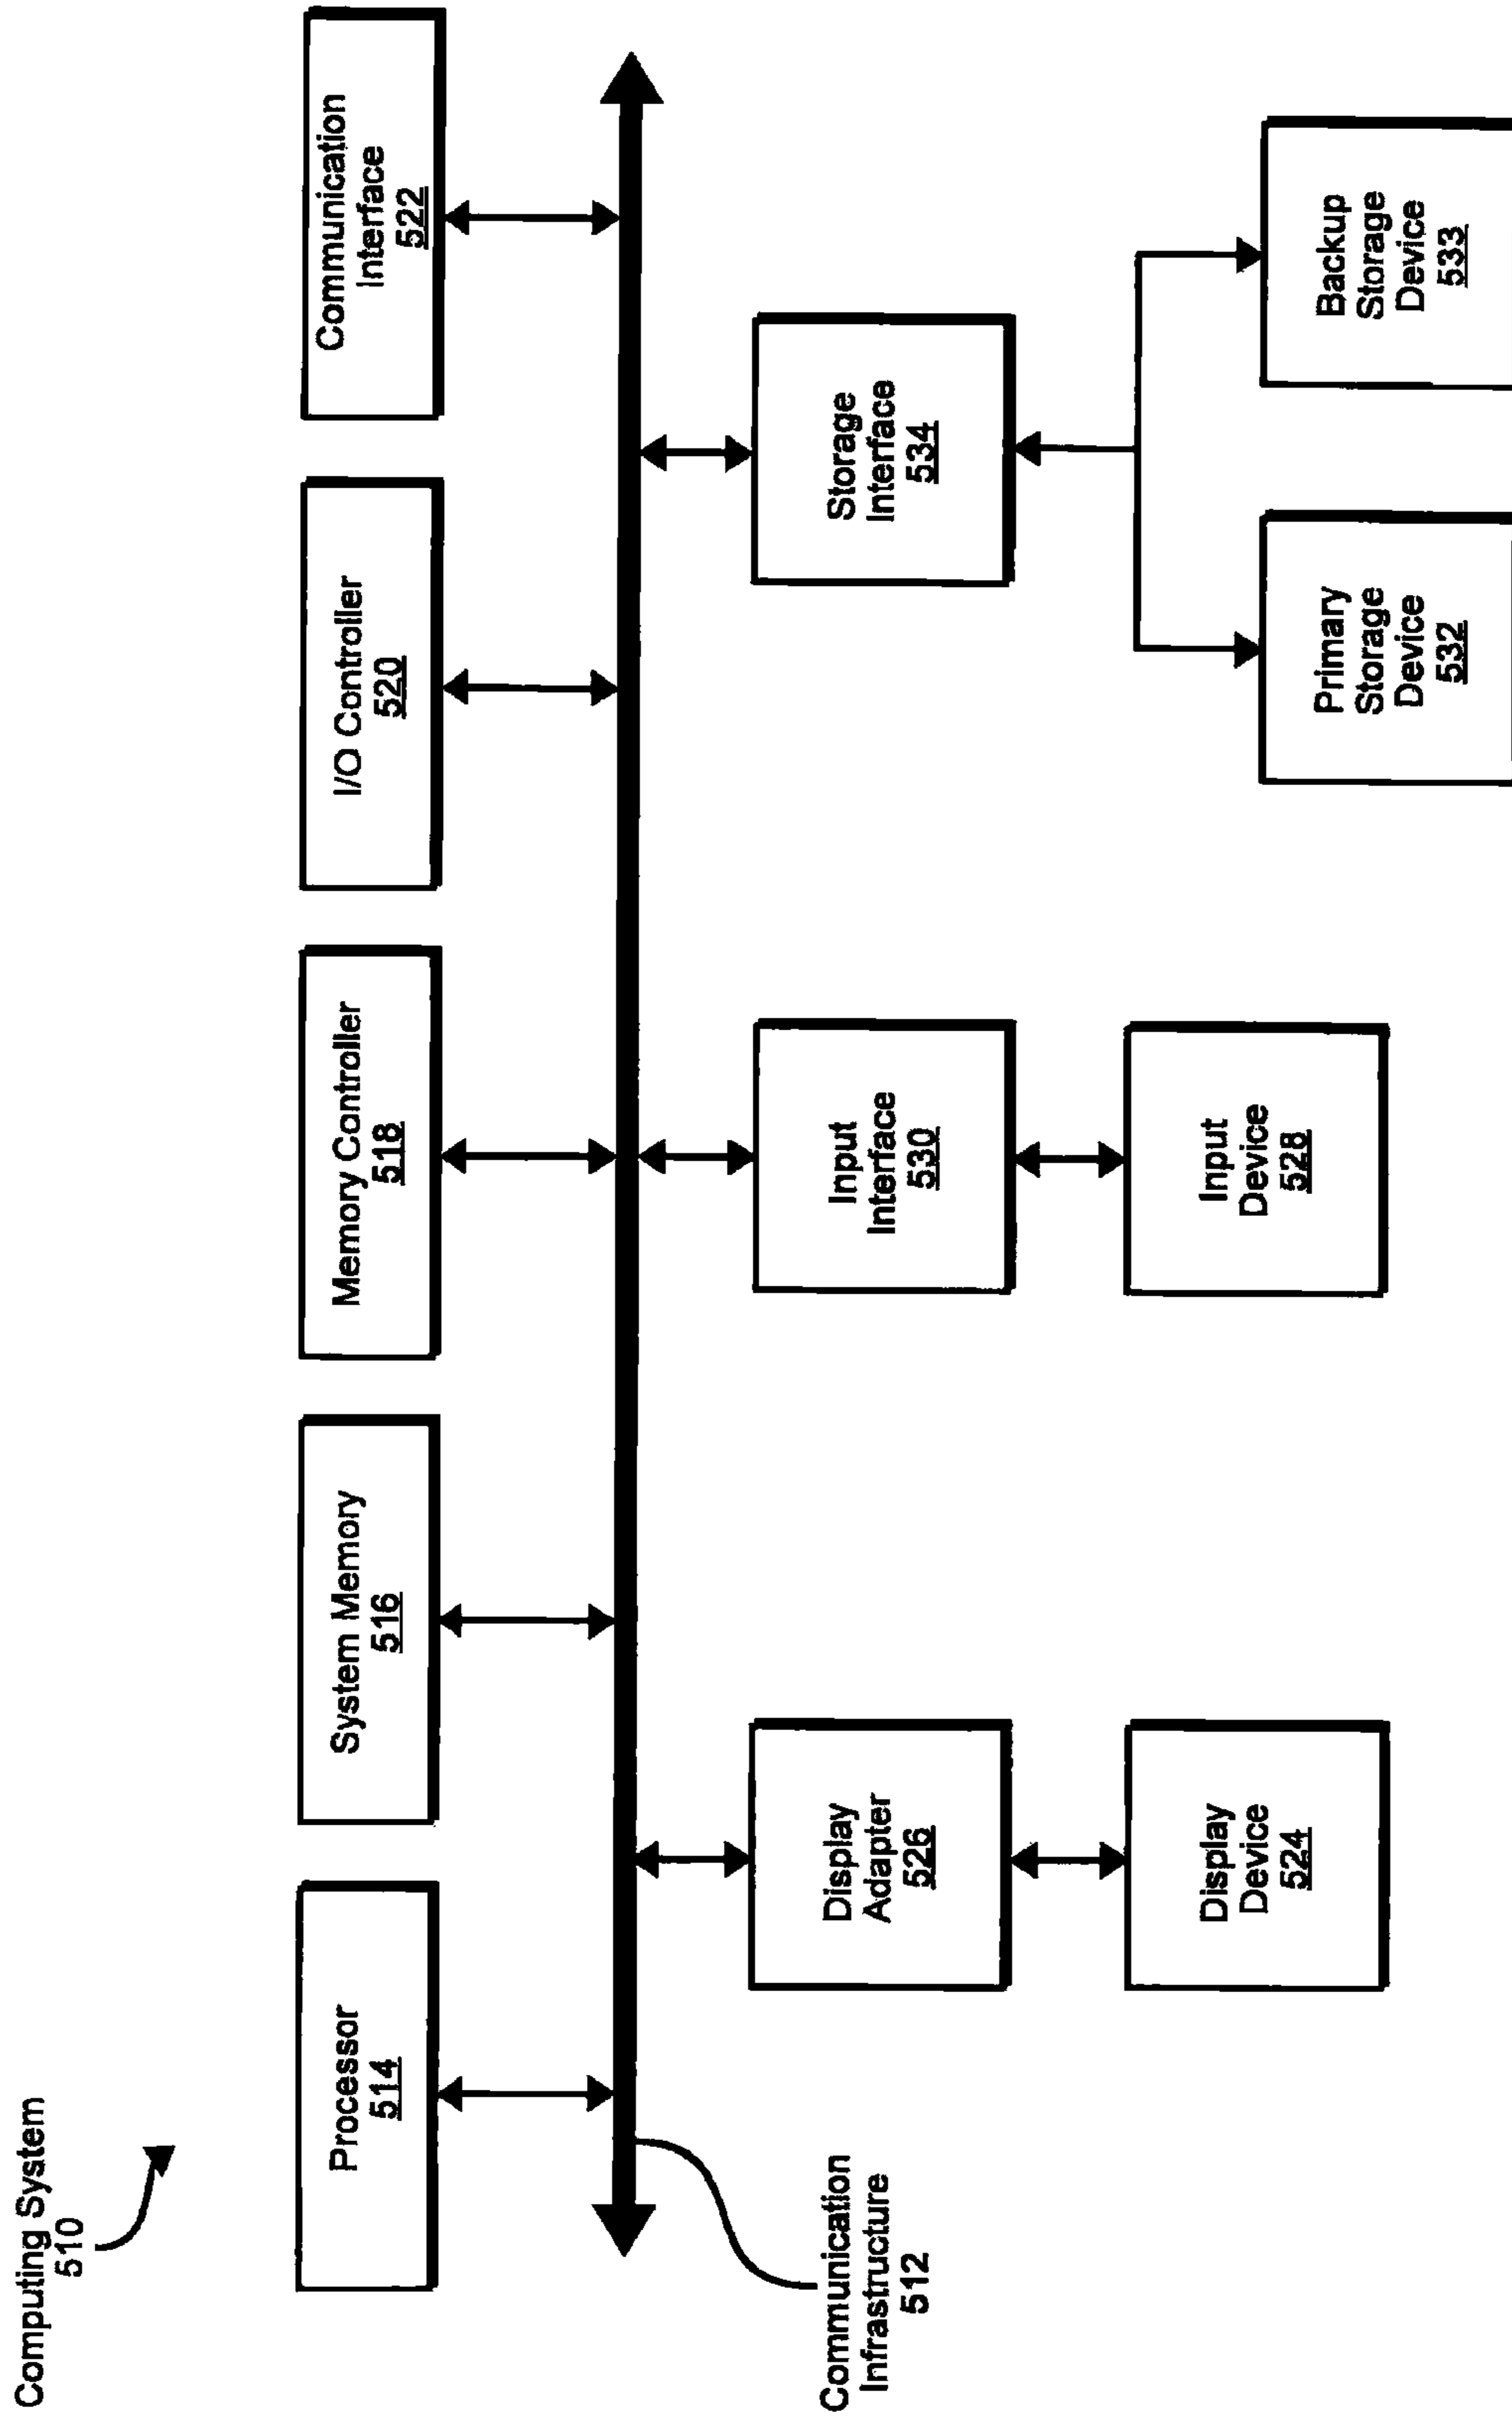 Computing System
510
Processor
514
System Memory
516
Memory Controller
518
I/O Controller
520
Communication
Interface
522
Communication
Infrastructure
512
Display
Adapter
526
Input
Interface
530
Storage
Interface
534
Display
Device
524
Input
Device
528
Primary
Storage
Device
532
Backup
Storage
Device
533